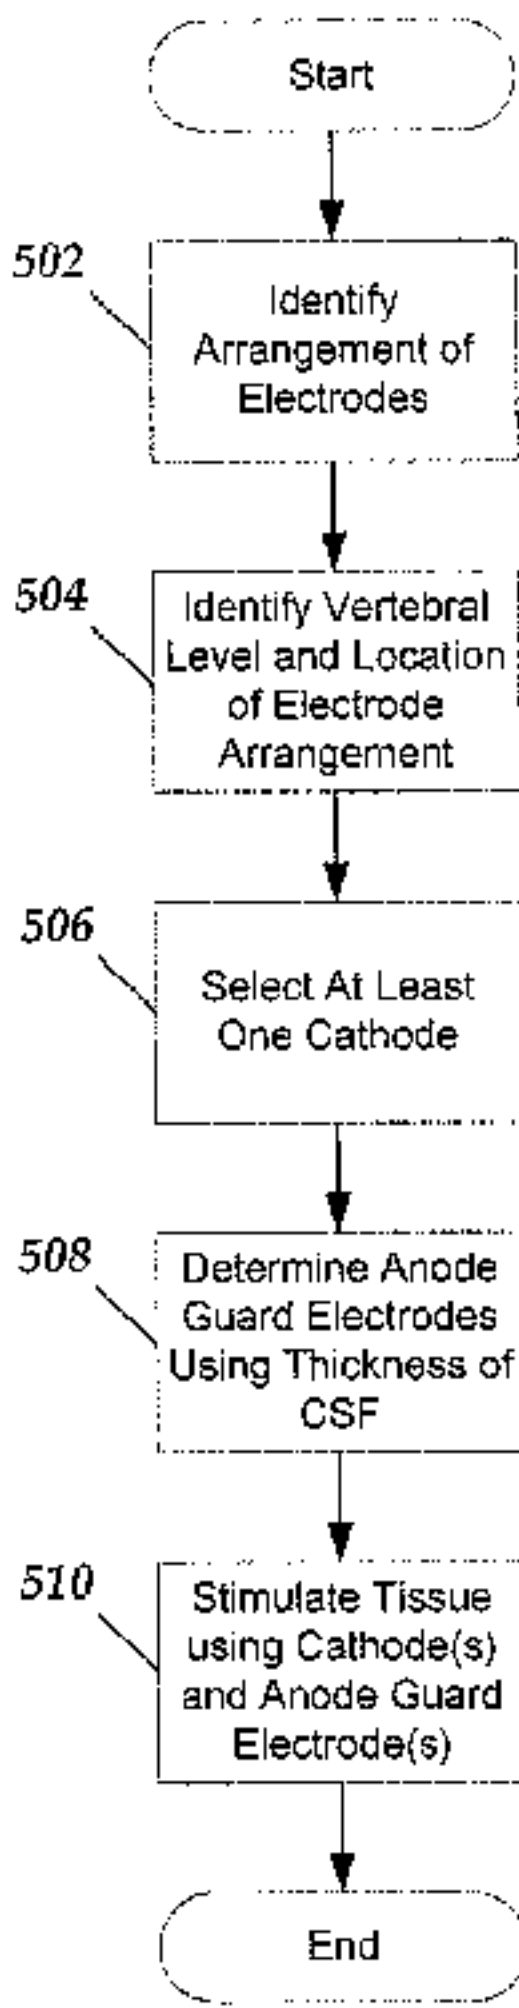 Start
502
Identify
Arrangement of
Electrodes
504
Identify Vertebral
Level and Location
of Electrode
Arrangement
506
Select At Least
One Cathode
508
Determine Anode
Guard Electrodes
Using Thickness of
CSF
510
Stimulate Tissue
using Cathode(s)
and Anode Guard
Electrode(s)
End